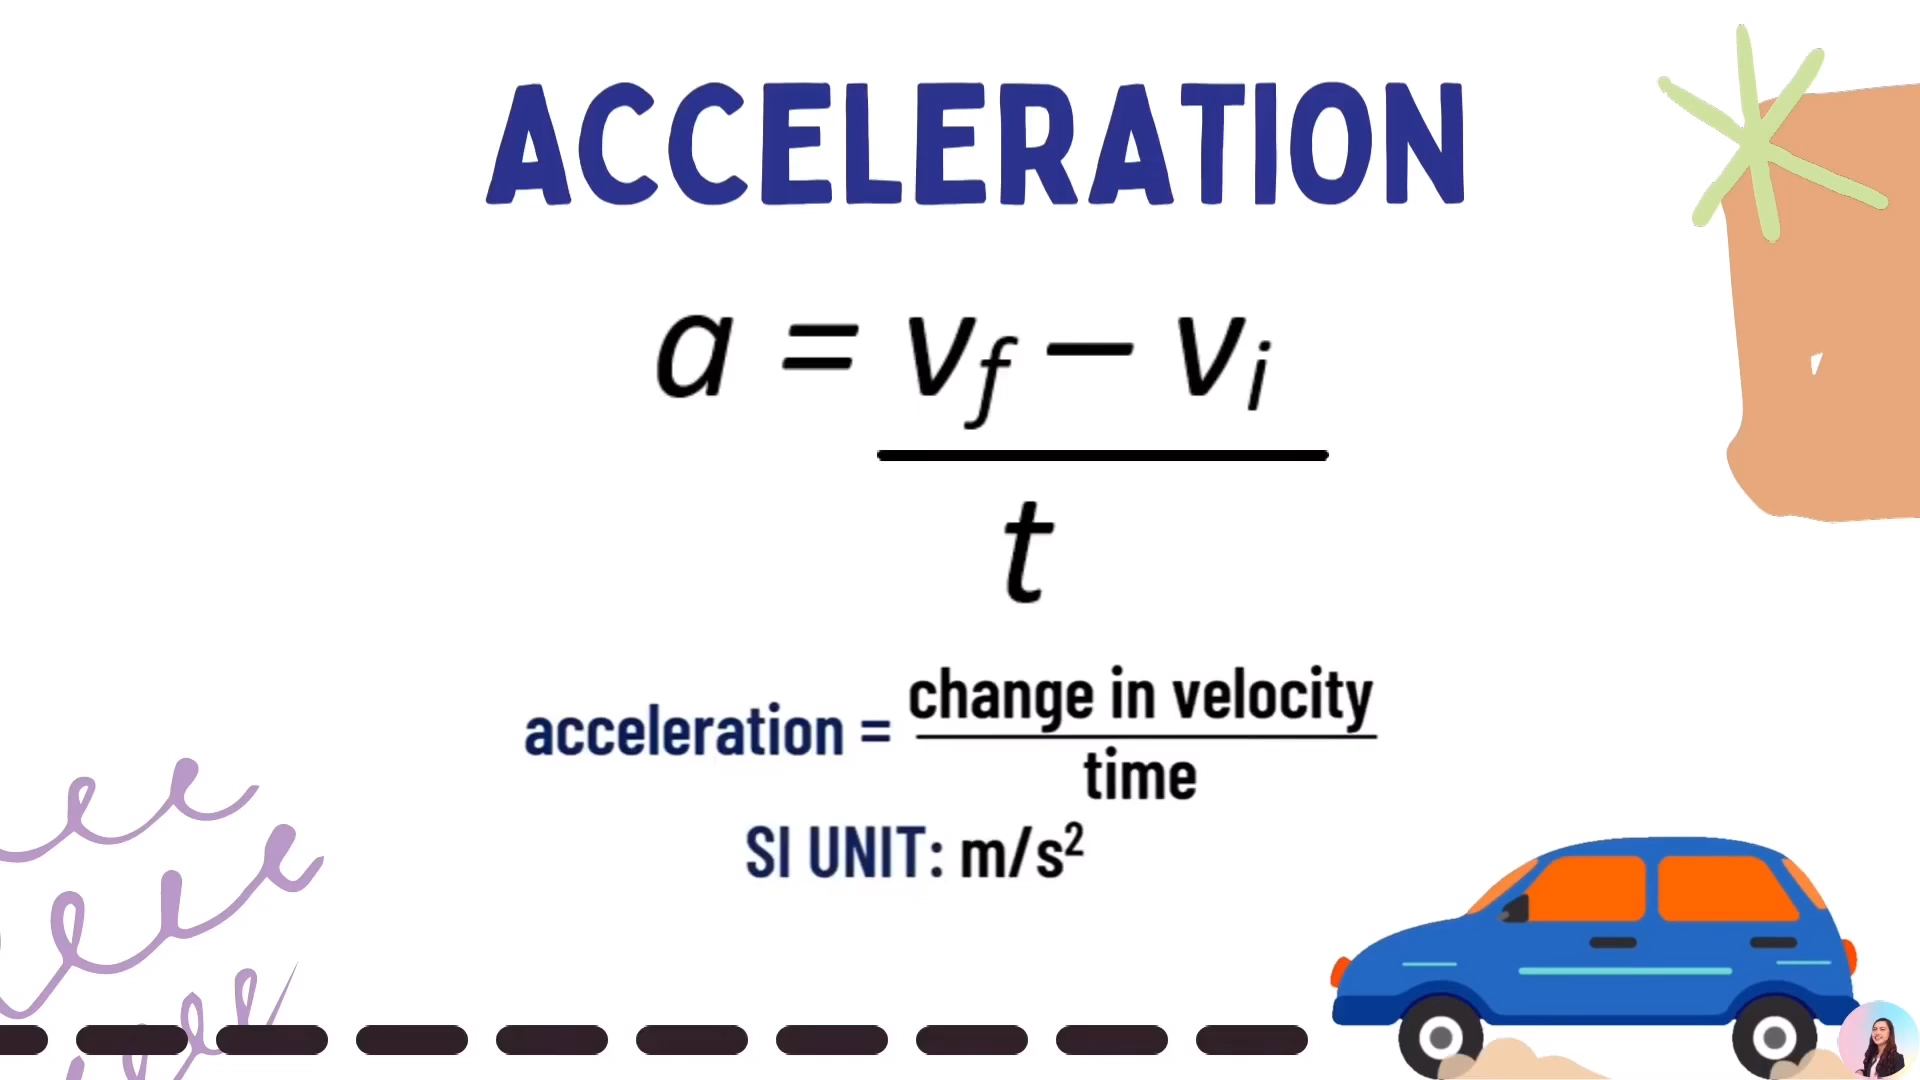 ACCELERATION
a = vf – vi
t
acceleration = change in velocity
time
SI UNIT: m/s²